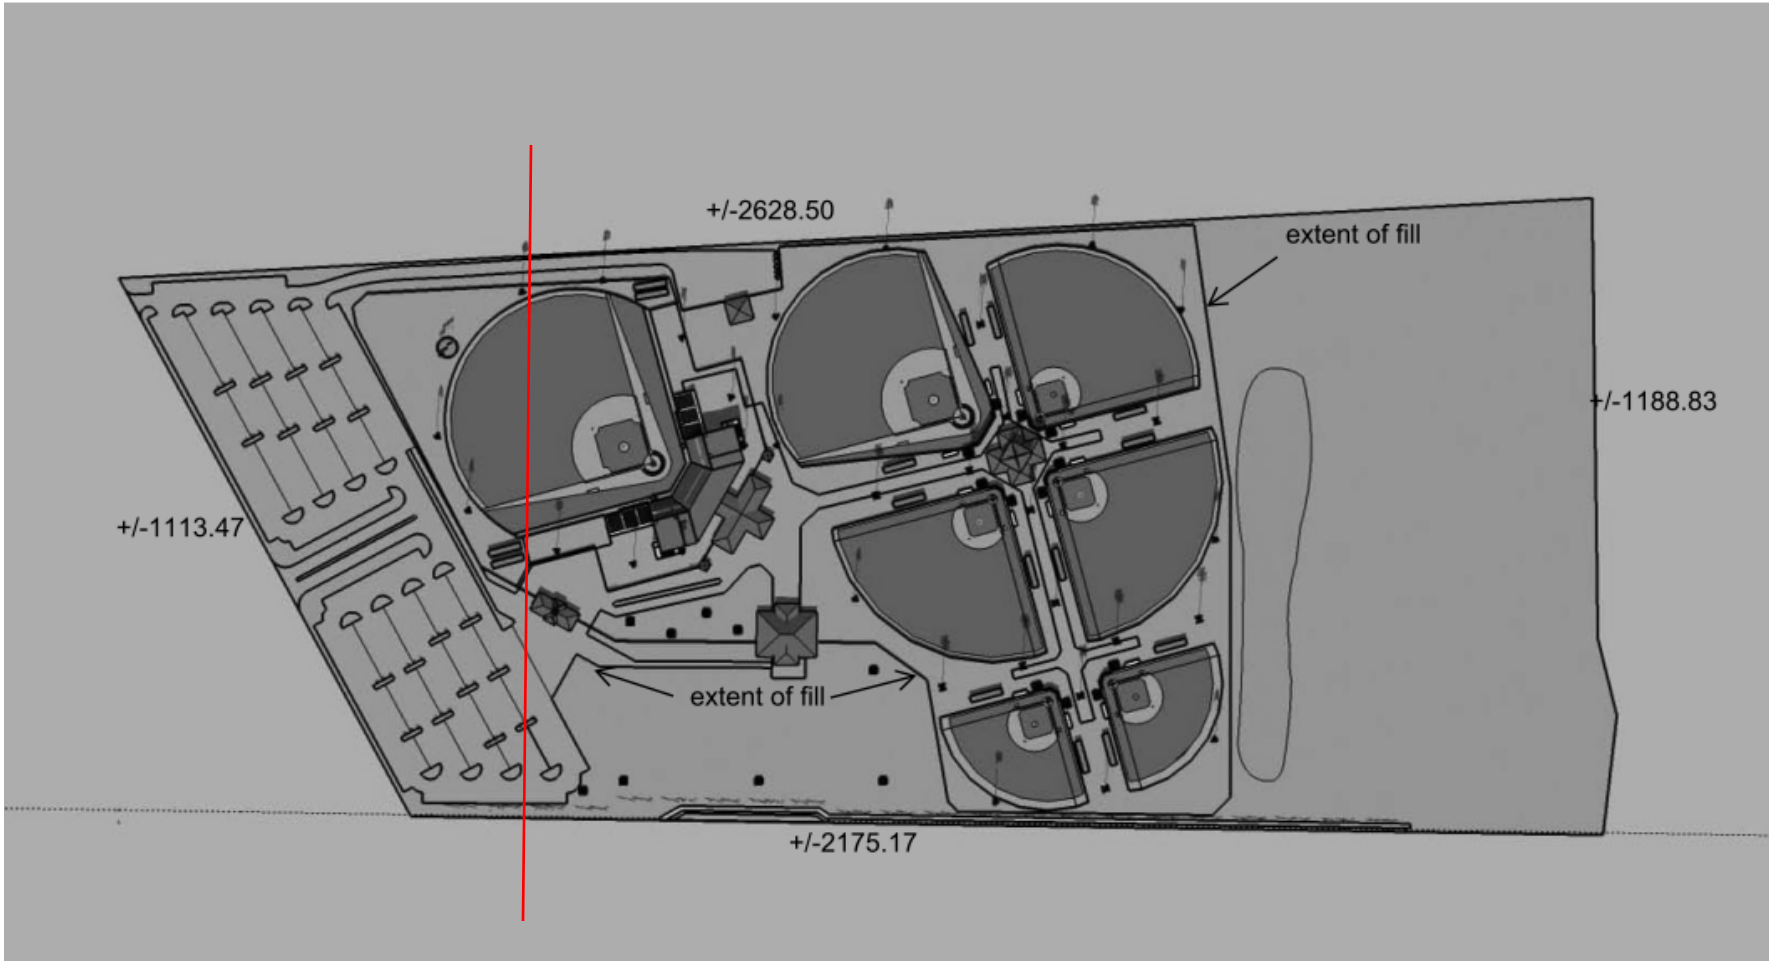 +/-2628.50
extent of fill
+/-1188.83
+/-1113.47
extent of fill
+/-2175.17